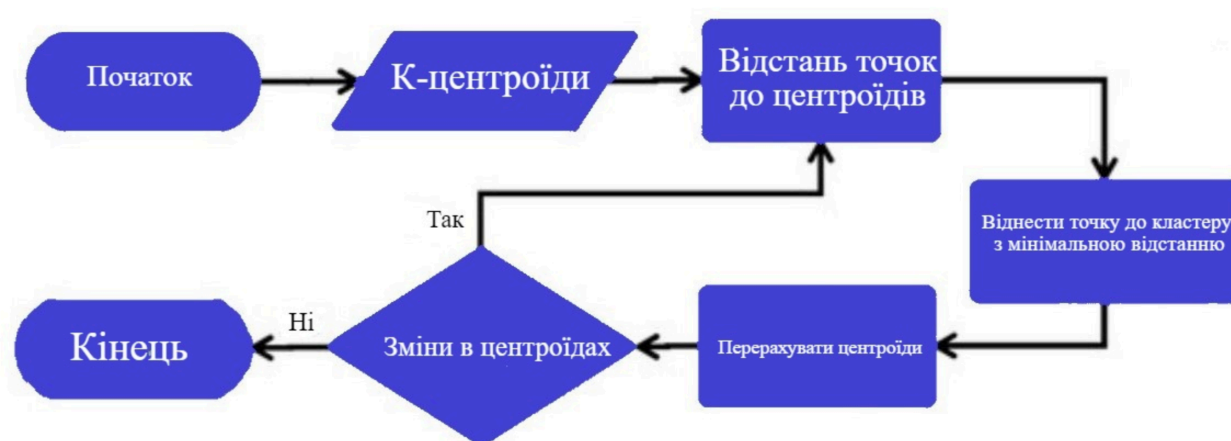 Початок
К-центроїди
Відстань точок
до центроїдів
Віднести точку до кластеру
з мінімальною відстанню
Перерахувати центроїди
Зміни в центроїдах
Так
Ні
Кінець